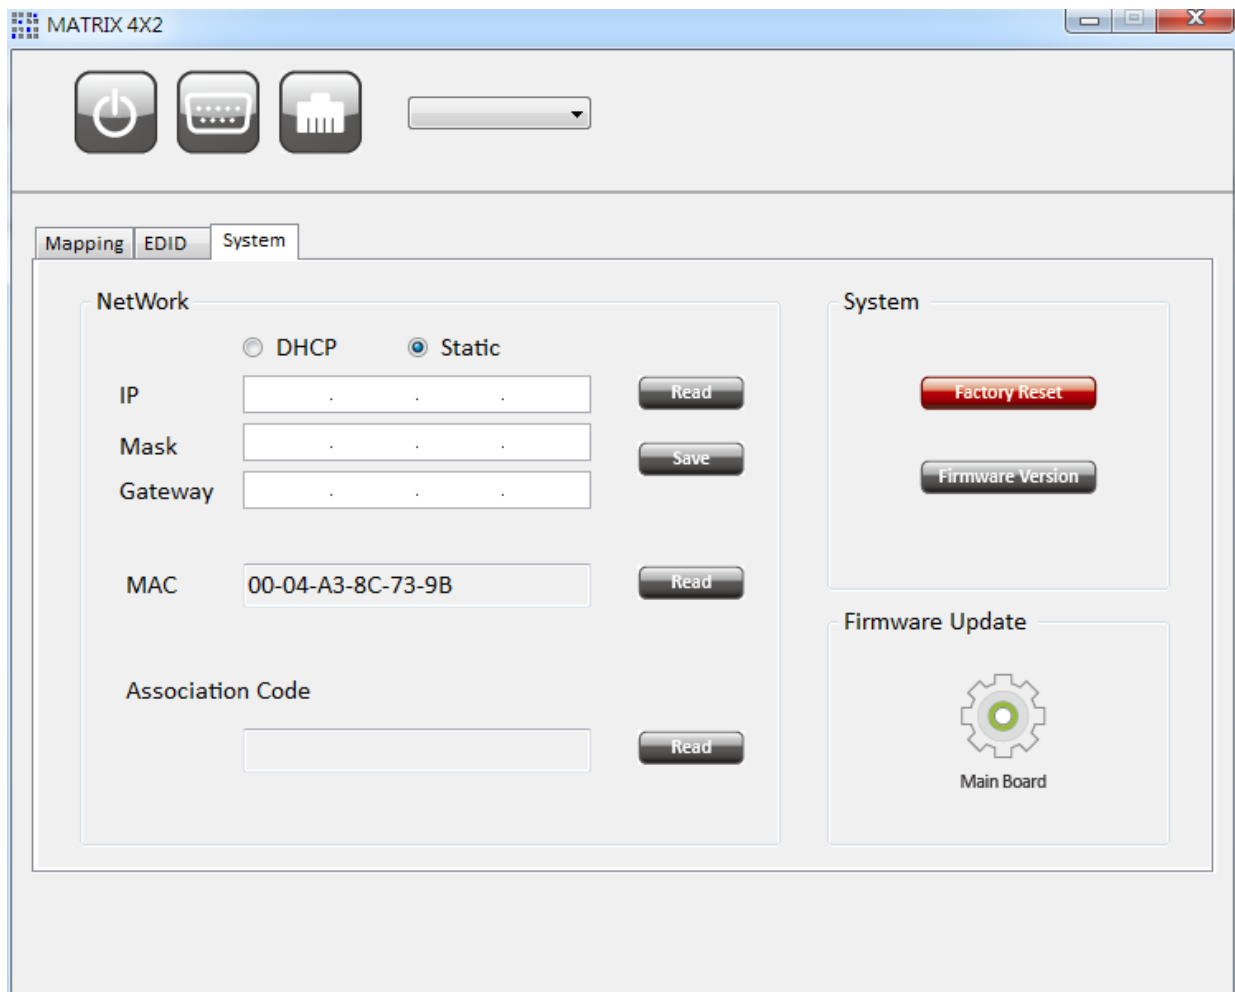 MATRIX 4X2
Mapping
EDID
System
NetWork
DHCP
Static
IP
. . .
Read
Mask
. . .
Save
Gateway
. . .
MAC
00-04-A3-8C-73-9B
Read
Association Code
Read
System
Factory Reset
Firmware Version
Firmware Update
Main Board